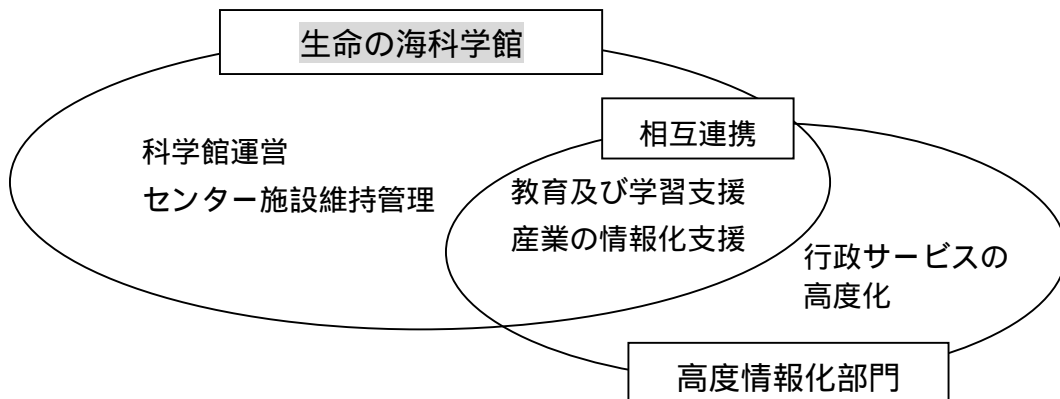 生命の海科学館
相互連携
科学館運営
センター施設維持管理
教育及び学習支援
産業の情報化支援
行政サービスの
高度化
高度情報化部門